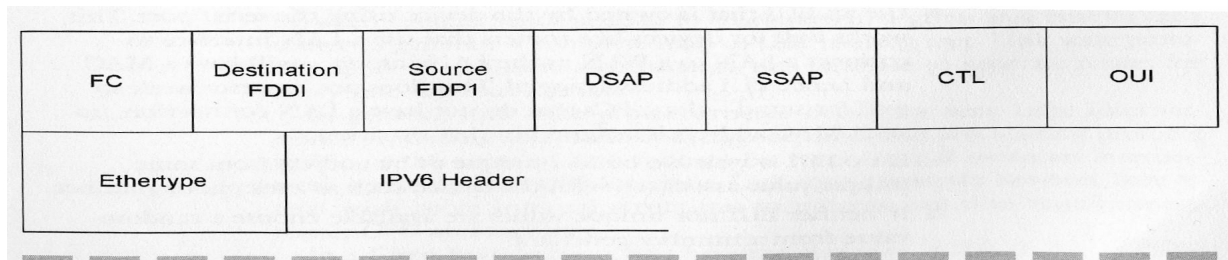 FC
Destination
FDDI
Source
FDP1
DSAP
SSAP
CTL
OUI
Ethertype
IPV6 Header